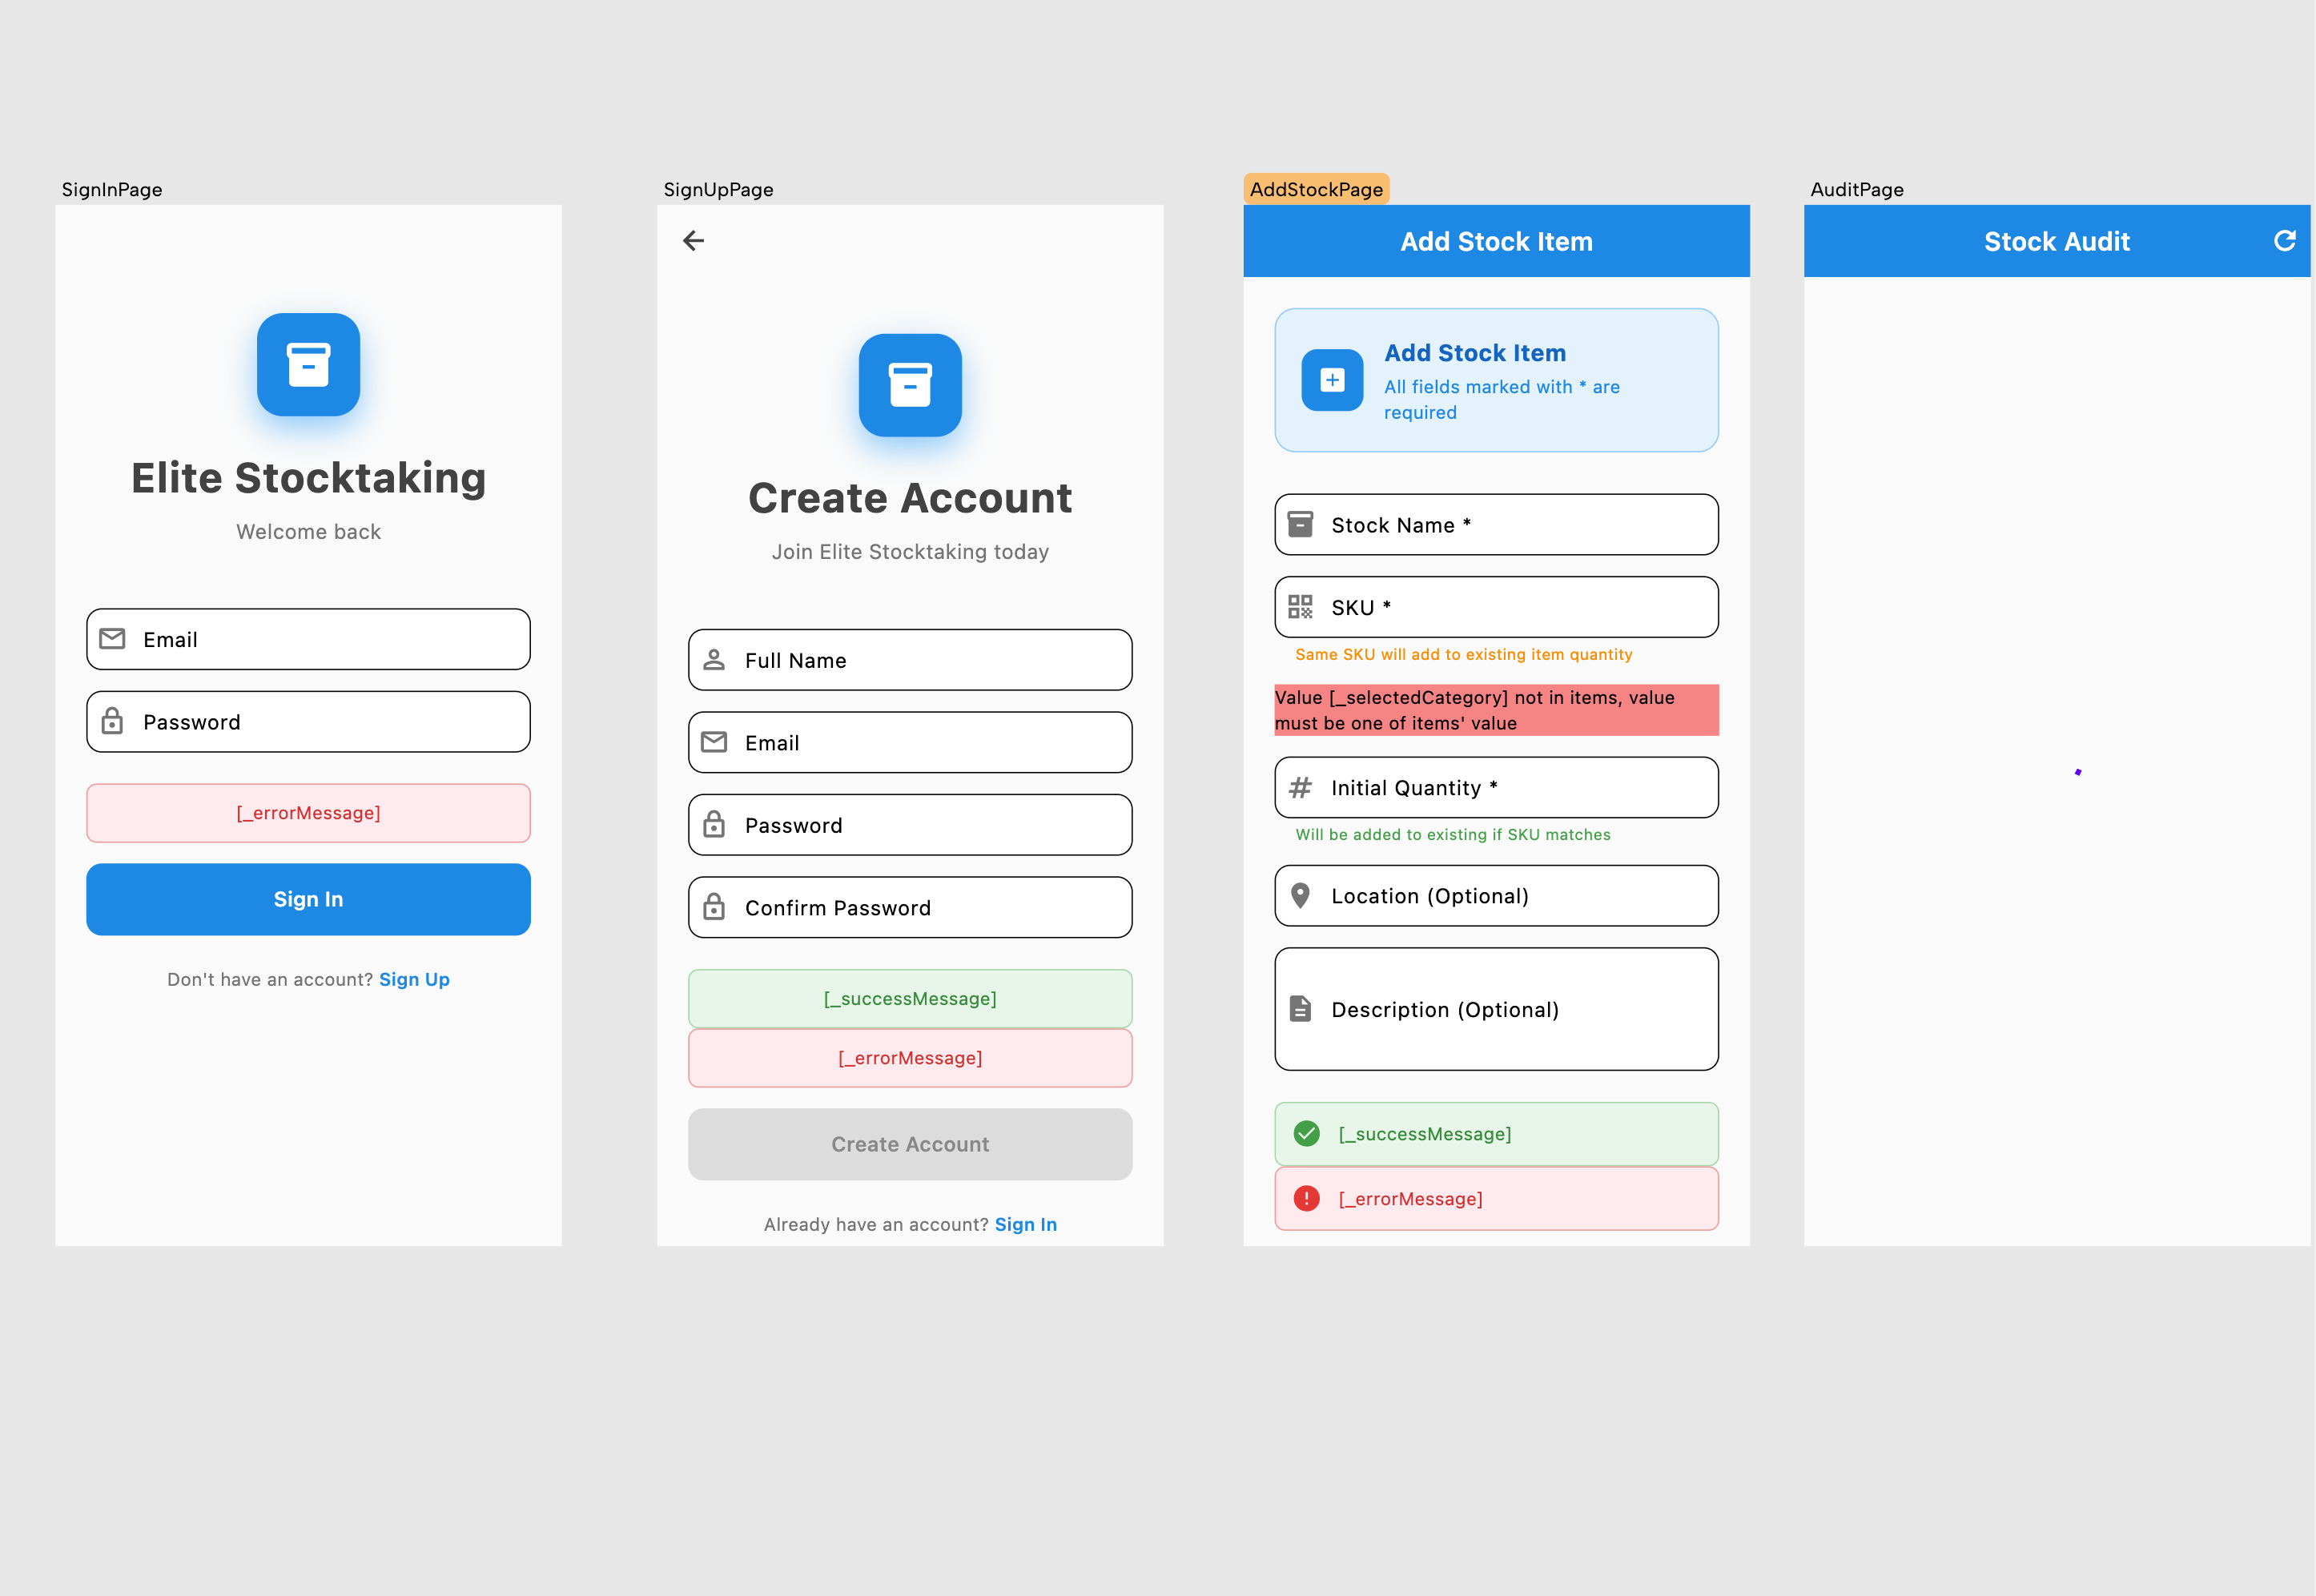 SignInPage
Elite Stocktaking
Welcome back
Email
Password
[_errorMessage]
Sign In
Don't have an account? Sign Up
SignUpPage
Create Account
Join Elite Stocktaking today
Full Name
Email
Password
Confirm Password
[_successMessage]
[_errorMessage]
Create Account
Already have an account? Sign In
AddStockPage
Add Stock Item
Add Stock Item
All fields marked with * are
required
Stock Name *
SKU *
Same SKU will add to existing item quantity
Value [_selectedCategory] not in items, value
must be one of items' value
Initial Quantity *
Will be added to existing if SKU matches
Location (Optional)
Description (Optional)
[_successMessage]
[_errorMessage]
AuditPage
Stock Audit